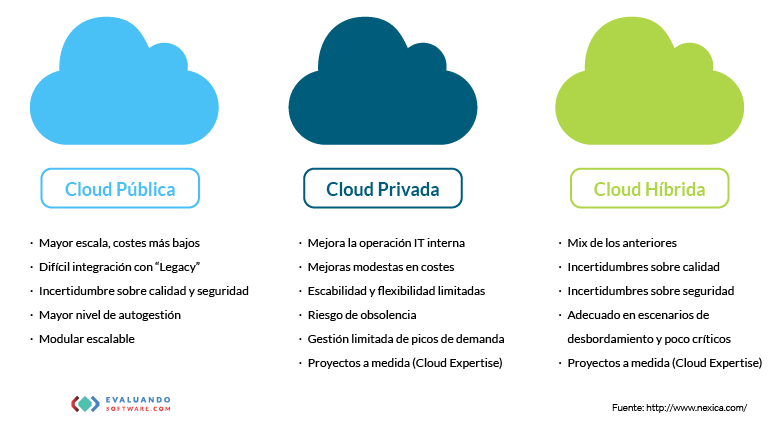 Cloud Pública
· Mayor escala, costes más bajos
· Difícil integración con “Legacy”
· Incertidumbre sobre calidad y seguridad
· Mayor nivel de autogestión
· Modular escalable
Cloud Privada
· Mejora la operación IT interna
· Mejoras modestas en costes
· Escabilidad y flexibilidad limitadas
· Riesgo de obsolencia
· Gestión limitada de picos de demanda
· Proyectos a medida (Cloud Expertise)
Cloud Híbrida
· Mix de los anteriores
· Incertidumbres sobre calidad
· Incertidumbres sobre seguridad
· Adecuado en escenarios de
desbordamiento y poco críticos
· Proyectos a medida (Cloud Expertise)
EVALUANDO
SOFTWARE.COM
Fuente: http://www.nexica.com/